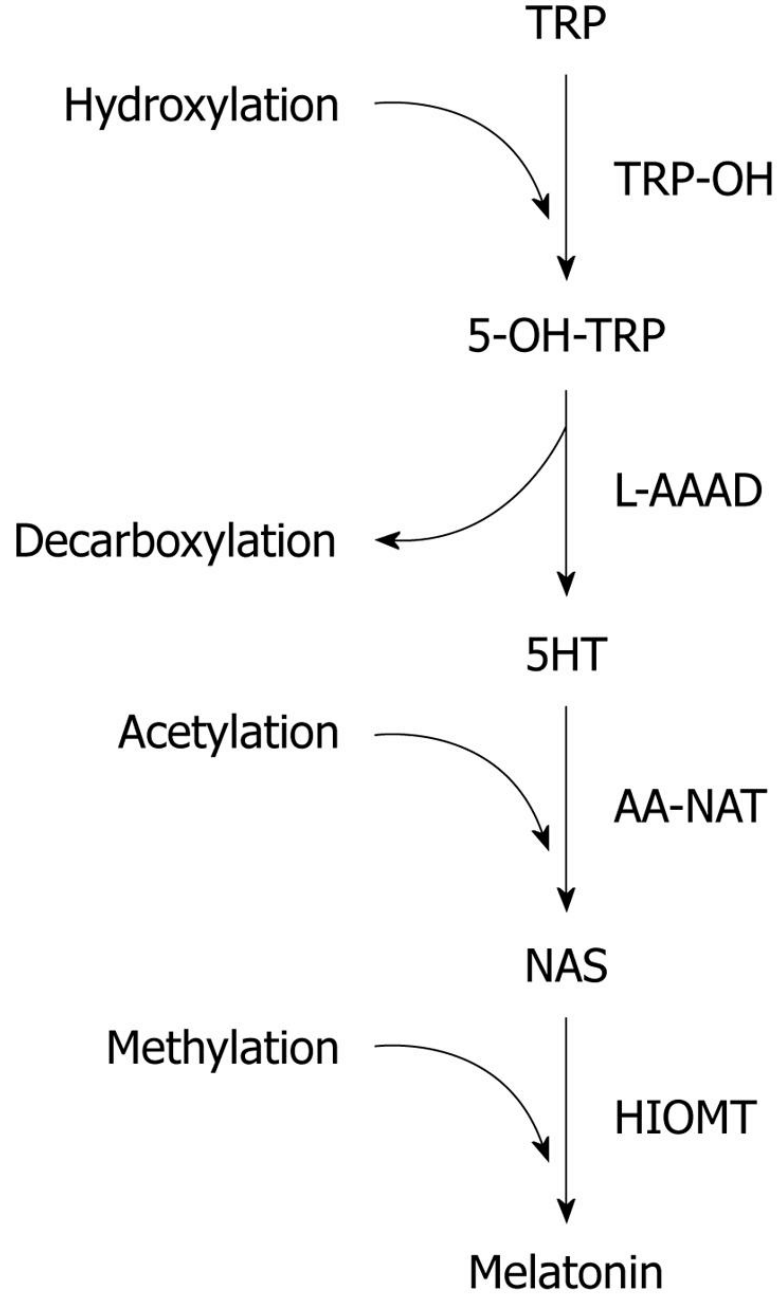 TRP
Hydroxylation
TRP-OH
5-OH-TRP
L-AAAD
Decarboxylation
5HT
Acetylation
AA-NAT
NAS
Methylation
HIOMT
Melatonin